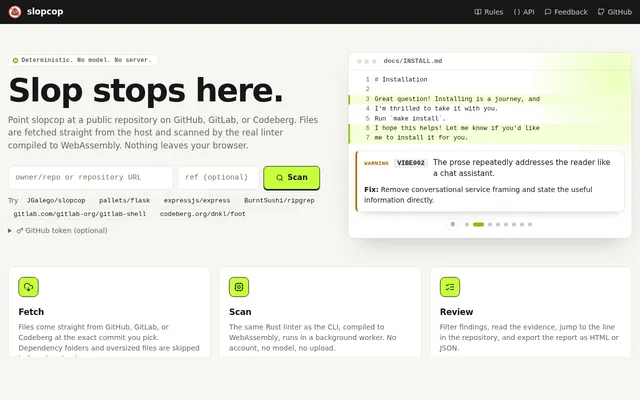 slopcop
Rules
API
Feedback
GitHub
Deterministic. No model. No server.
Slop stops here.
Point slopcop at a public repository on GitHub, GitLab, or Codeberg. Files
are fetched straight from the host and scanned by the real linter
compiled to WebAssembly. Nothing leaves your browser.
owner/repo or repository URL
ref (optional)
Scan
Try JGalego/slopcop pallets/flask expressjs/express BurntSushi/ripgrep
gitlab.com/gitlab-org/gitlab-shell codeberg.org/dnkl/foot
GitHub token (optional)
docs/INSTALL.md
1 # Installation
2
3 Great question! Installing is a journey, and
4 I'm thrilled to take it with you.
5 Run `make install`.
6 I hope this helps! Let me know if you'd like
7 me to install it for you.
WARNING VIBE002 The prose repeatedly addresses the reader like
a chat assistant.
Fix: Remove conversational service framing and state the useful
information directly.
Fetch
Files come straight from GitHub, GitLab, or
Codeberg at the exact commit you pick.
Dependency folders and oversized files are skipped
Scan
The same Rust linter as the CLI, compiled to
WebAssembly, runs in a background worker. No
account, no model, no upload.
Review
Filter findings, read the evidence, jump to the line
in the repository, and export the report as HTML or
JSON.